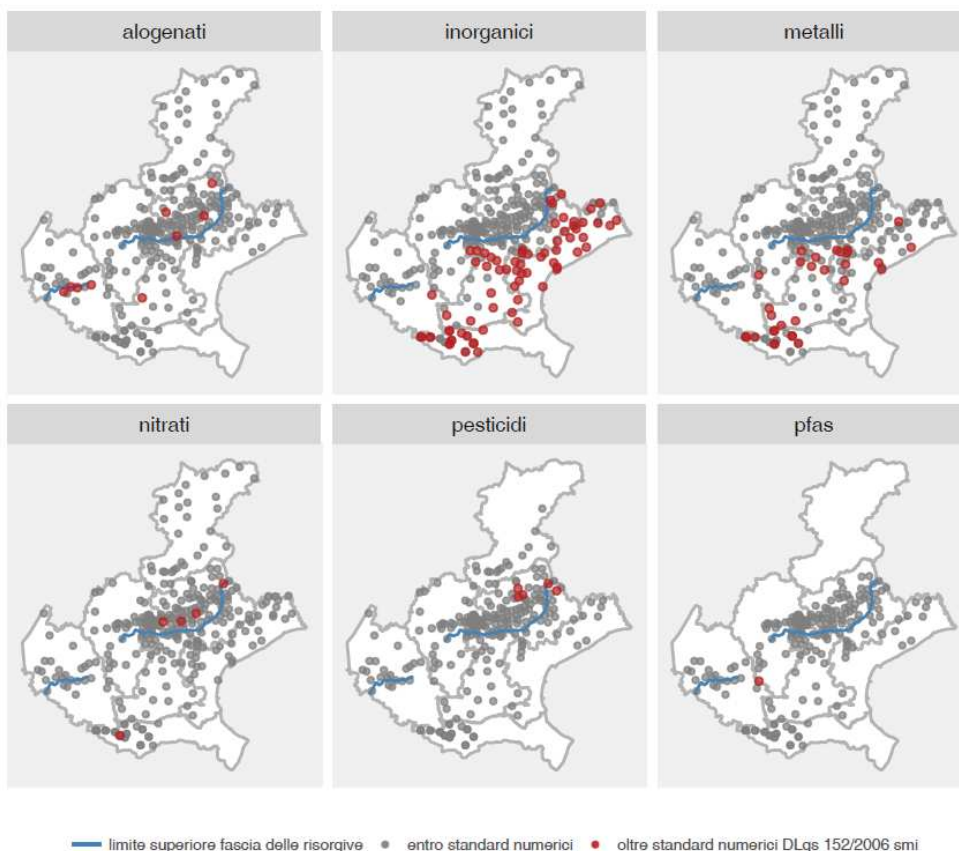 alogenati
inorganici
metalli
nitrati
pesticidi
pfas
limite superiore fascia delle risorgive
entro standard numerici
oltre standard numerici DLgs 152/2006 smi